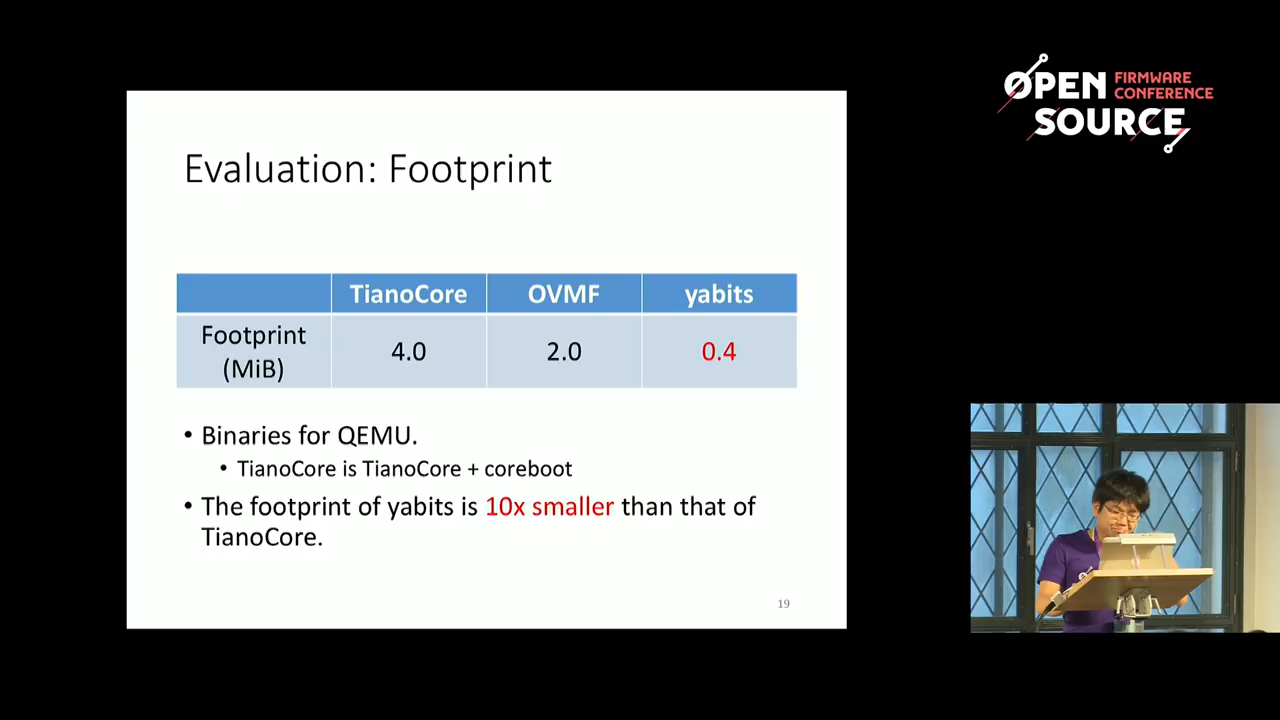 OPEN FIRMWARE
CONFERENCE
SOURCE
Evaluation: Footprint
TianoCore OVMF yabits
Footprint
(MiB) 4.0 2.0 0.4
• Binaries for QEMU.
• TianoCore is TianoCore + coreboot
• The footprint of yabits is 10x smaller than that of
TianoCore.
19